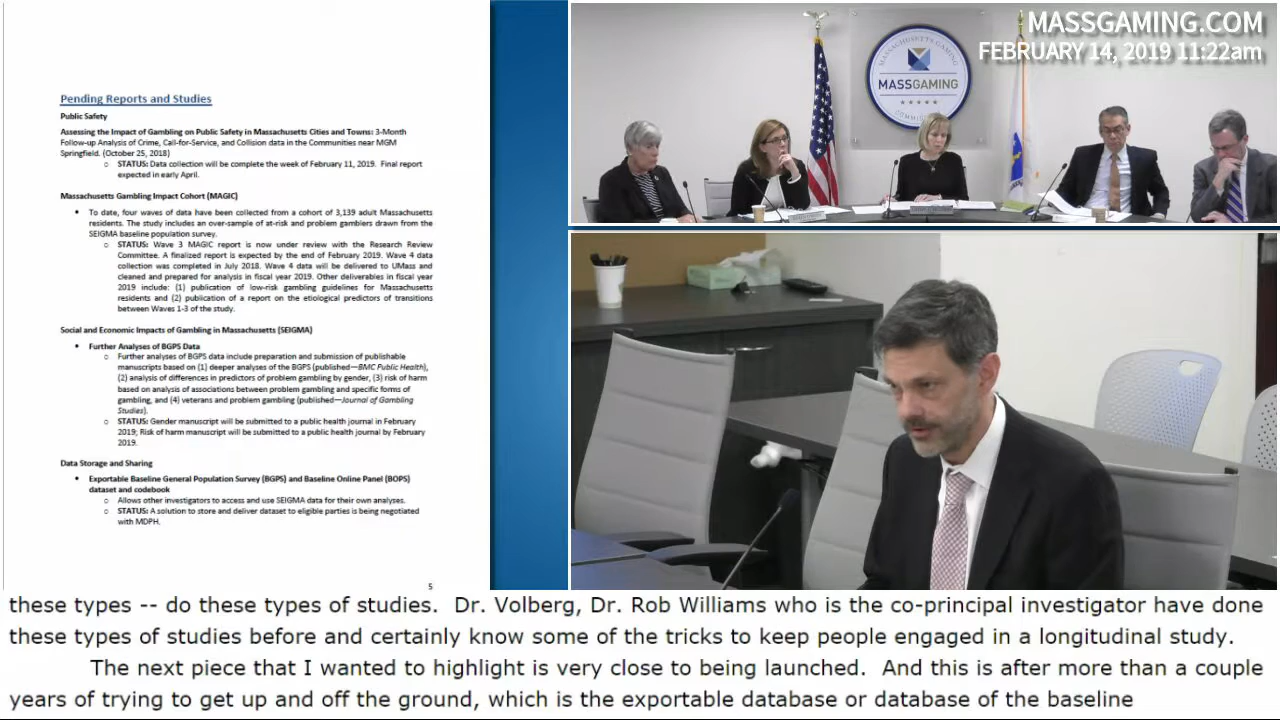 Pending Reports and Studies
Public Safety
Assessing the Impact of Gambling on Public Safety in Massachusetts Cities and Towns: 3-Month
Follow-up Analysis of Crime, Call-for-Service, and Collision data in the Communities near MGM
Springfield. (October 25, 2018)
o STATUS: Data collection will be complete the week of February 11, 2019. Final report
expected in early April.
Massachusetts Gambling Impact Cohort (MAGIC)
• To date, four waves of data have been collected from a cohort of 3,139 adult Massachusetts
residents. The study includes an over-sample of at-risk and problem gamblers drawn from the
SEIGMA baseline population survey.
o STATUS: Wave 3 MAGIC report is now under review with the Research Review
Committee. A finalized report is expected by the end of February 2019. Wave 4 data
collection was completed in July 2018. Wave 4 data will be delivered to UMass and
cleaned and prepared for analysis in fiscal year 2019. Other deliverables in fiscal year
2019 include: (1) publication of low-risk gambling guidelines for Massachusetts
residents and (2) publication of a report on the etiological predictors of transitions
between Waves 1-3 of the study.
Social and Economic Impacts of Gambling in Massachusetts (SEIGMA)
• Further Analyses of BGPS Data
o Further analyses of BGPS data include preparation and submission of publishable
manuscripts based on (1) deeper analyses of the BGPS (published—BMC Public Health),
(2) analysis of differences in predictors of problem gambling by gender, (3) risk of harm
based on analysis of associations between problem gambling and specific forms of
gambling, and (4) veterans and problem gambling (published—Journal of Gambling
Studies).
o STATUS: Gender manuscript will be submitted to a public health journal in February
2019; Risk of harm manuscript will be submitted to a public health journal by February
2019.
Data Storage and Sharing
• Exportable Baseline General Population Survey (BGPS) and Baseline Online Panel (BOPS)
dataset and codebook
o Allows other investigators to access and use SEIGMA data for their own analyses.
o STATUS: A solution to store and deliver dataset to eligible parties is being negotiated
with MDPH.
5
MASSGAMING.COM
FEBRUARY 14, 2019 11:22am
MASSACHUSETTS GAMING
MASSGAMING
★★★★★
these types -- do these types of studies. Dr. Volberg, Dr. Rob Williams who is the co-principal investigator have done
these types of studies before and certainly know some of the tricks to keep people engaged in a longitudinal study.
The next piece that I wanted to highlight is very close to being launched. And this is after more than a couple
years of trying to get up and off the ground, which is the exportable database or database of the baseline